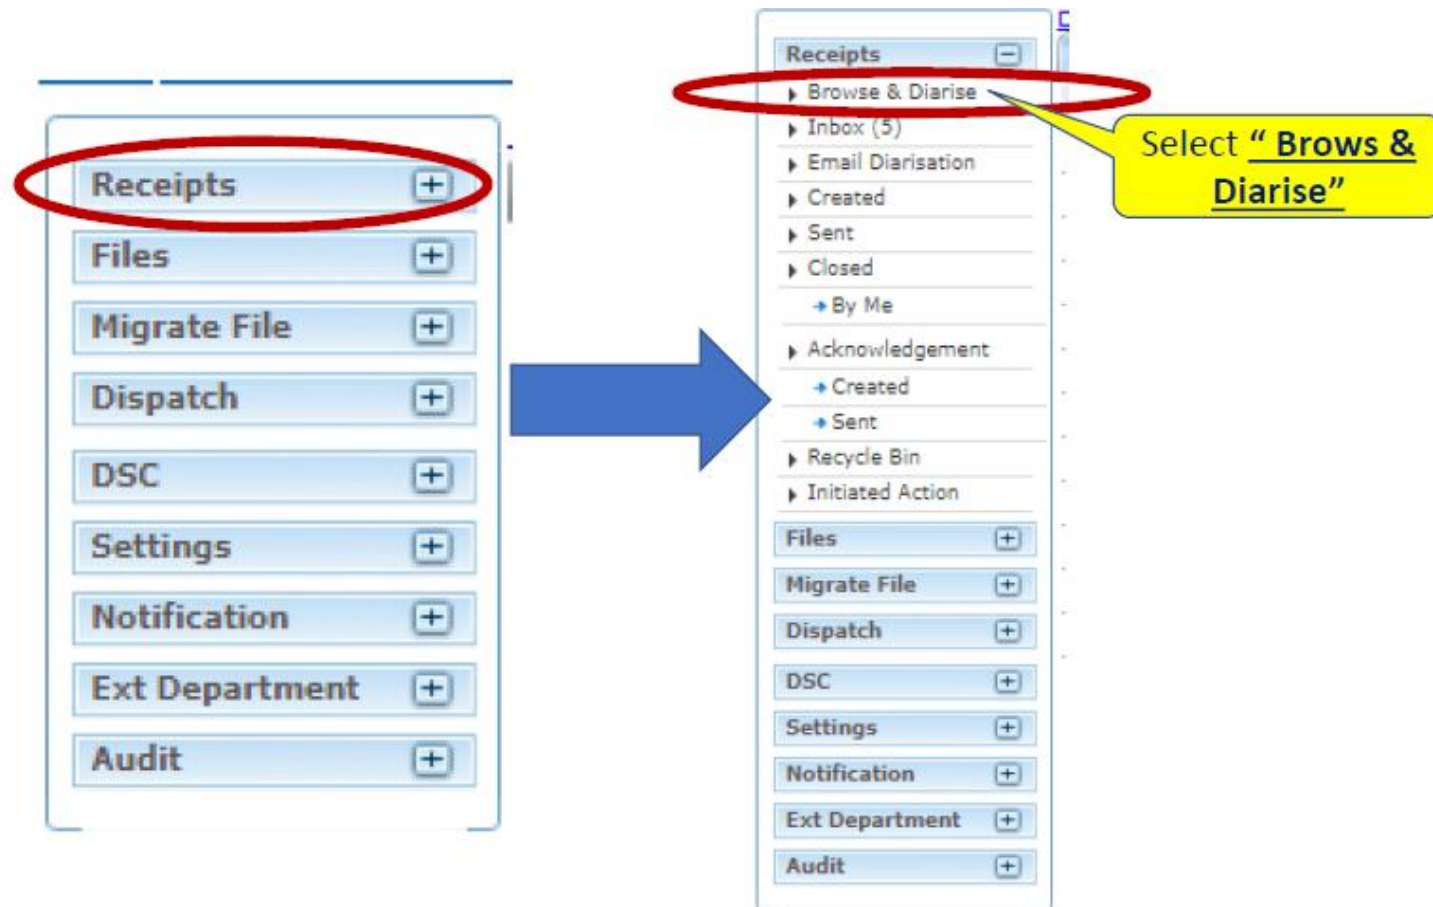 Receipts
Files
Migrate File
Dispatch
DSC
Settings
Notification
Ext Department
Audit
Receipts
Browse & Diarise
Inbox (5)
Email Diarisation
Created
Sent
Closed
By Me
Acknowledgement
Created
Sent
Recycle Bin
Initiated Action
Files
Migrate File
Dispatch
DSC
Settings
Notification
Ext Department
Audit
Select “ Brows &
Diarise”